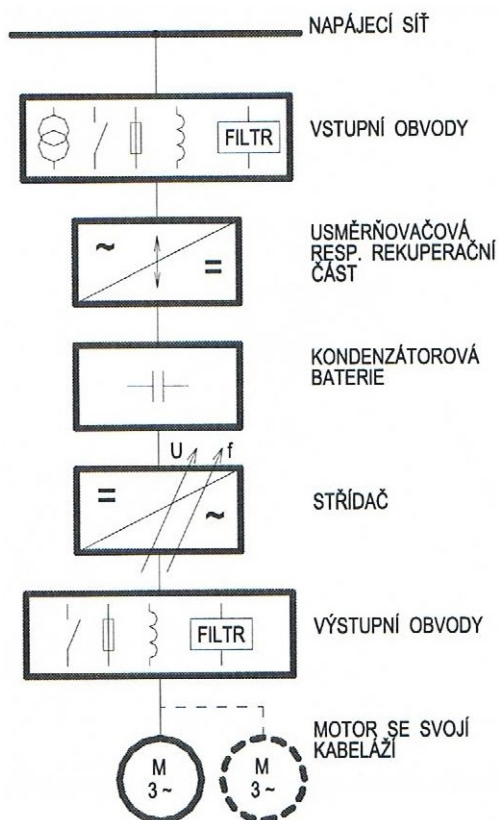 NAPÁJECÍ SÍŤ
FILTR
VSTUPNÍ OBVODY
~
=
USMĚRŇOVAČOVÁ
RESP. REKUPERAČNÍ
ČÁST
KONDENZÁTOROVÁ
BATERIE
U f
=
~
STŘÍDAČ
FILTR
VÝSTUPNÍ OBVODY
MOTOR SE SVOJÍ
KABELÁŽÍ
M
3 ~
M
3 ~